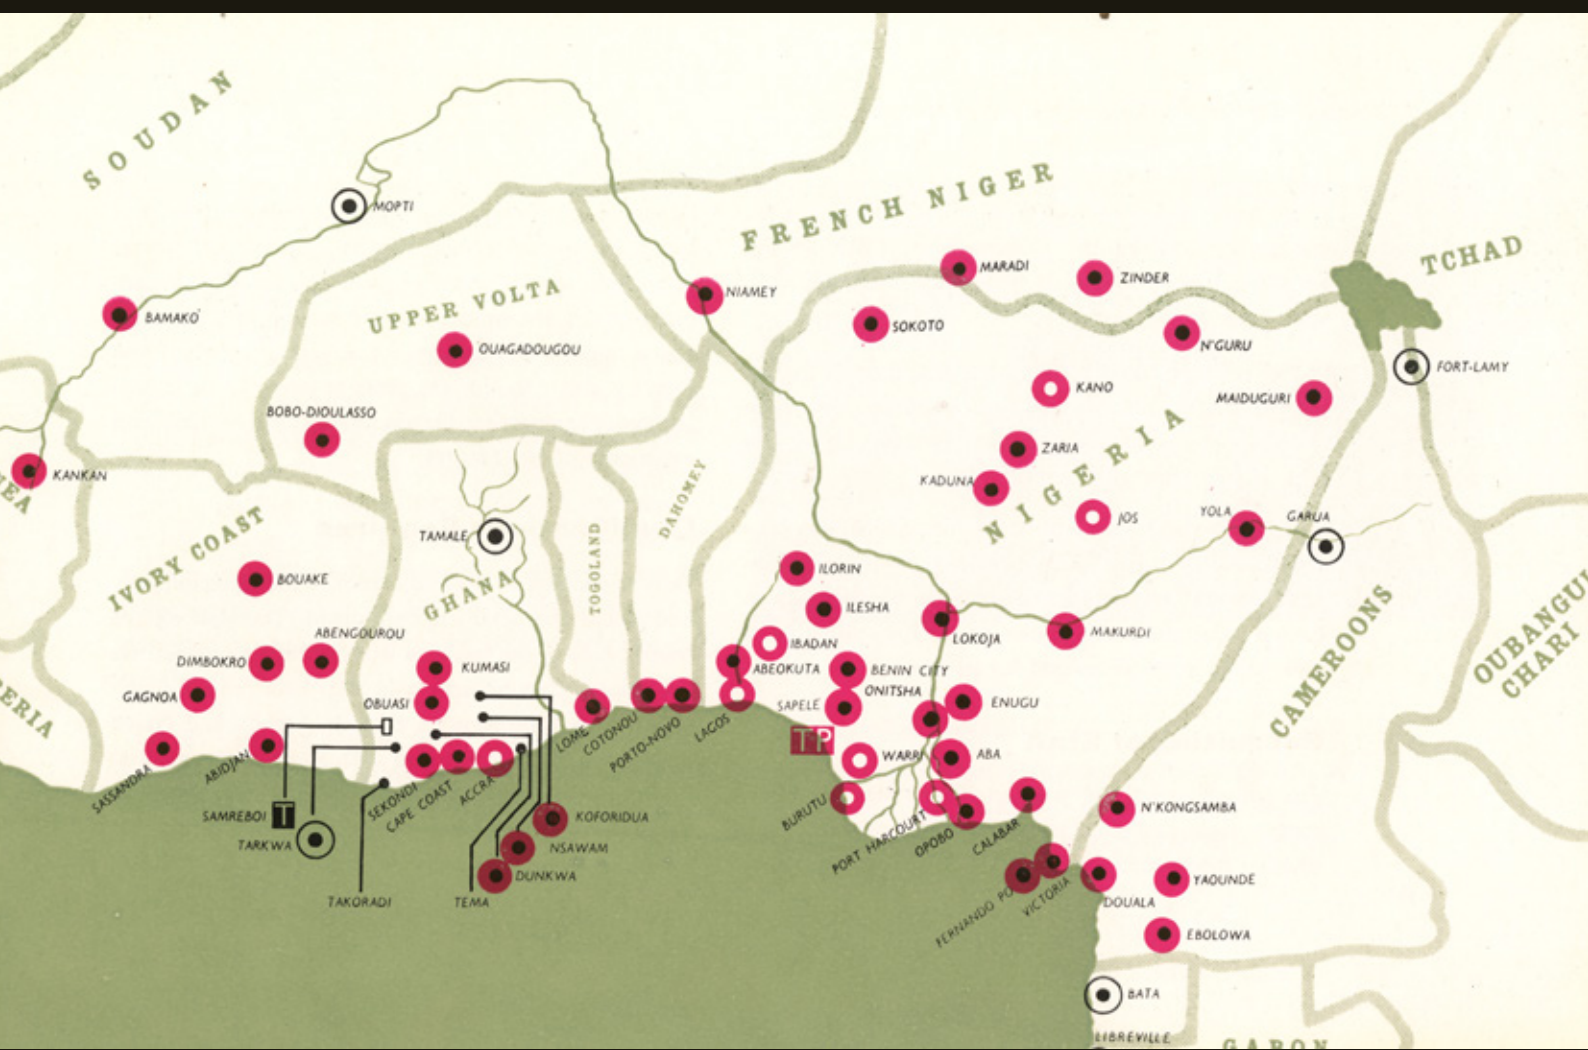 SOUDAN
MOPTI
FRENCH NIGER
TCHAD
MARADI
ZINDER
NIAMEY
BAMAKO
UPPER VOLTA
SOKOTO
OUAGADOUGOU
N'GURU
FORT-LAMY
KANO
MAIDUGURI
BOBO-DIOULASSO
ZARIA
KANKAN
KADUNA
NIGERIA
DAHOMEY
JOS
YOLA
GARUA
IVORY COAST
TAMALE
TOGOLAND
BOUAKE
GHANA
ILORIN
ILESHA
CAMEROONS
OUBANGUI
CHARI
ABENGOUROU
LOKOJA
MAKURDI
DIMBOKRO
KUMASI
IBADAN
ABEOKUTA
BENIN CITY
GAGNOA
OBUASI
ONITSHA
SAPELE
ENUGU
LOME
COTONOU
PORTO-NOVO
LAGOS
TP
WARRI
ABA
SASSANDRA
ABIDJAN
SEKONDI
CAPE COAST
ACCRA
BURUTU
PORT HARCOURT
OPOBO
CALABAR
N'KONGSAMBA
SAMREBOI
T
KOFORIDUA
TARKWA
NSAWAM
DUNKWA
TAKORADI
TEMA
FERNANDO PO
VICTORIA
DOUALA
YAOUNDE
EBOLOWA
BATA
LIBREVILLE
GABON